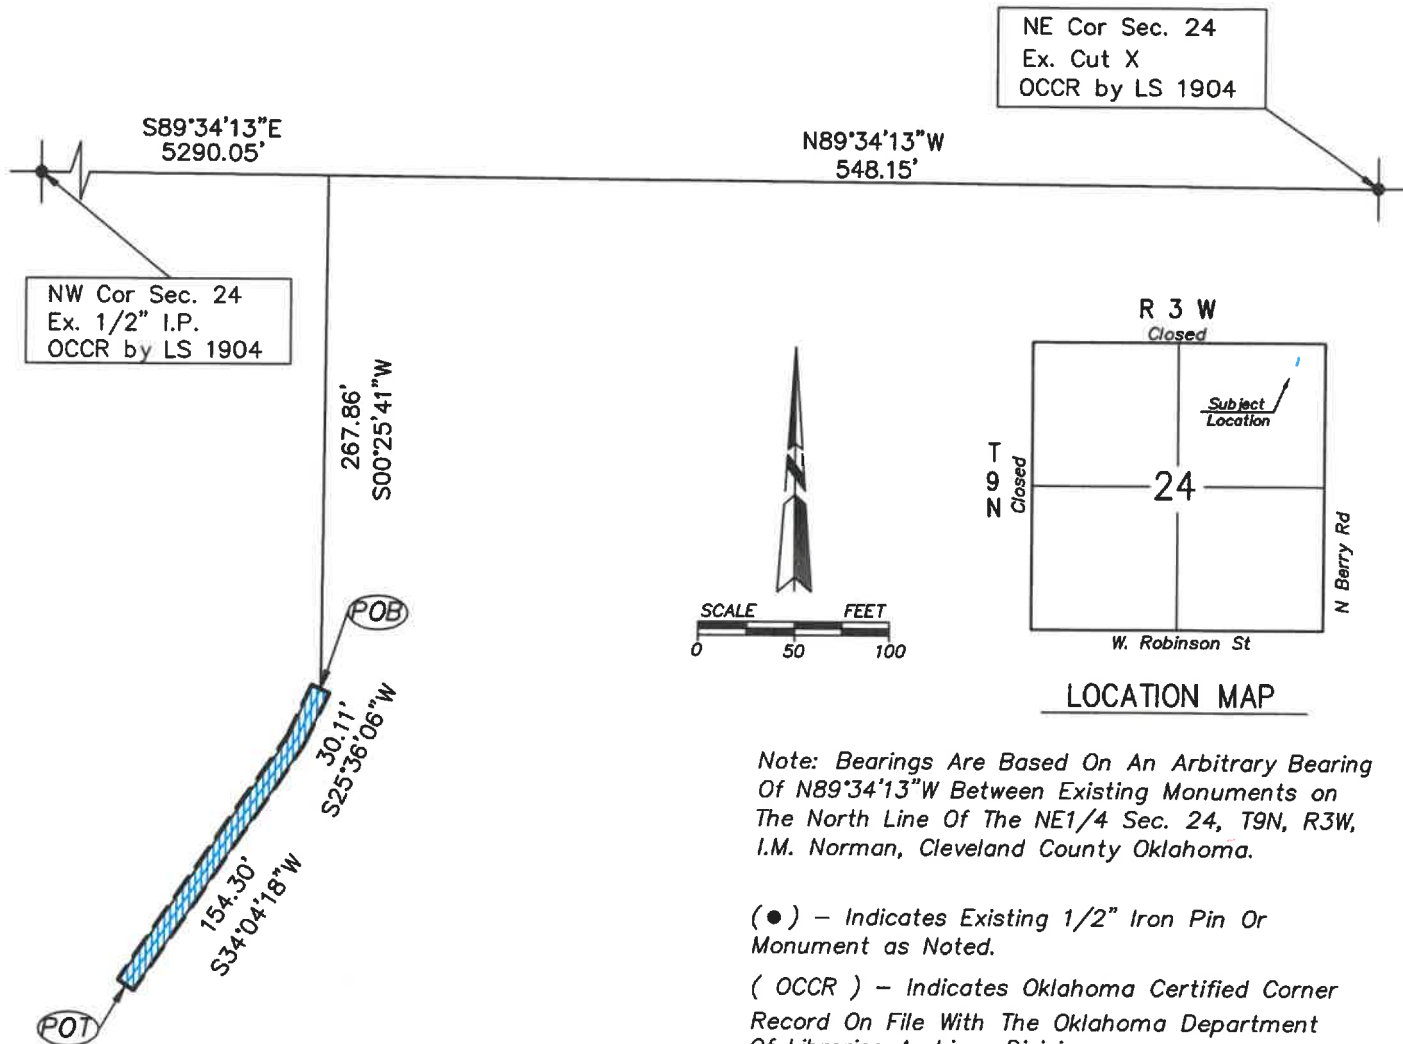 NE Cor Sec. 24
Ex. Cut X
OCCR by LS 1904
S89°34'13"E
5290.05'
N89°34'13"W
548.15'
NW Cor Sec. 24
Ex. 1/2" I.P.
OCCR by LS 1904
267.86'
S00°25'41"W
R 3 W
Closed
Subject
Location
T
9
N
Closed
24
N Berry Rd
W. Robinson St
LOCATION MAP
N
SCALE FEET
0 50 100
POB
30.11'
S25°36'06"W
154.30'
S34°04'18"W
POT
Note: Bearings Are Based On An Arbitrary Bearing
Of N89°34'13"W Between Existing Monuments on
The North Line Of The NE1/4 Sec. 24, T9N, R3W,
I.M. Norman, Cleveland County Oklahoma.
(●) – Indicates Existing 1/2" Iron Pin Or
Monument as Noted.
( OCCR ) – Indicates Oklahoma Certified Corner
Record On File With The Oklahoma Department